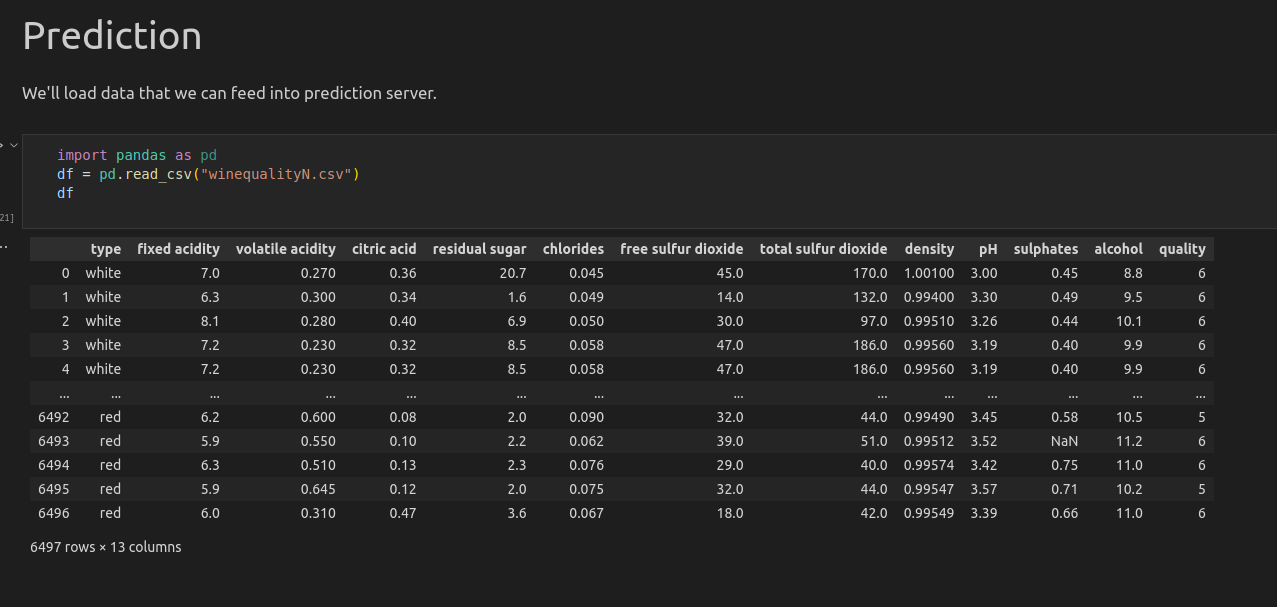 Prediction
We'll load data that we can feed into prediction server.
import pandas as pd
df = pd.read_csv("winequalityN.csv")
df
21]
type fixed acidity volatile acidity citric acid residual sugar chlorides free sulfur dioxide total sulfur dioxide density pH sulphates alcohol quality
0 white 7.0 0.270 0.36 20.7 0.045 45.0 170.0 1.00100 3.00 0.45 8.8 6
1 white 6.3 0.300 0.34 1.6 0.049 14.0 132.0 0.99400 3.30 0.49 9.5 6
2 white 8.1 0.280 0.40 6.9 0.050 30.0 97.0 0.99510 3.26 0.44 10.1 6
3 white 7.2 0.230 0.32 8.5 0.058 47.0 186.0 0.99560 3.19 0.40 9.9 6
4 white 7.2 0.230 0.32 8.5 0.058 47.0 186.0 0.99560 3.19 0.40 9.9 6
... ... ... ... ... ... ... ... ... ... ... ... ... ...
6492 red 6.2 0.600 0.08 2.0 0.090 32.0 44.0 0.99490 3.45 0.58 10.5 5
6493 red 5.9 0.550 0.10 2.2 0.062 39.0 51.0 0.99512 3.52 NaN 11.2 6
6494 red 6.3 0.510 0.13 2.3 0.076 29.0 40.0 0.99574 3.42 0.75 11.0 6
6495 red 5.9 0.645 0.12 2.0 0.075 32.0 44.0 0.99547 3.57 0.71 10.2 5
6496 red 6.0 0.310 0.47 3.6 0.067 18.0 42.0 0.99549 3.39 0.66 11.0 6
6497 rows × 13 columns